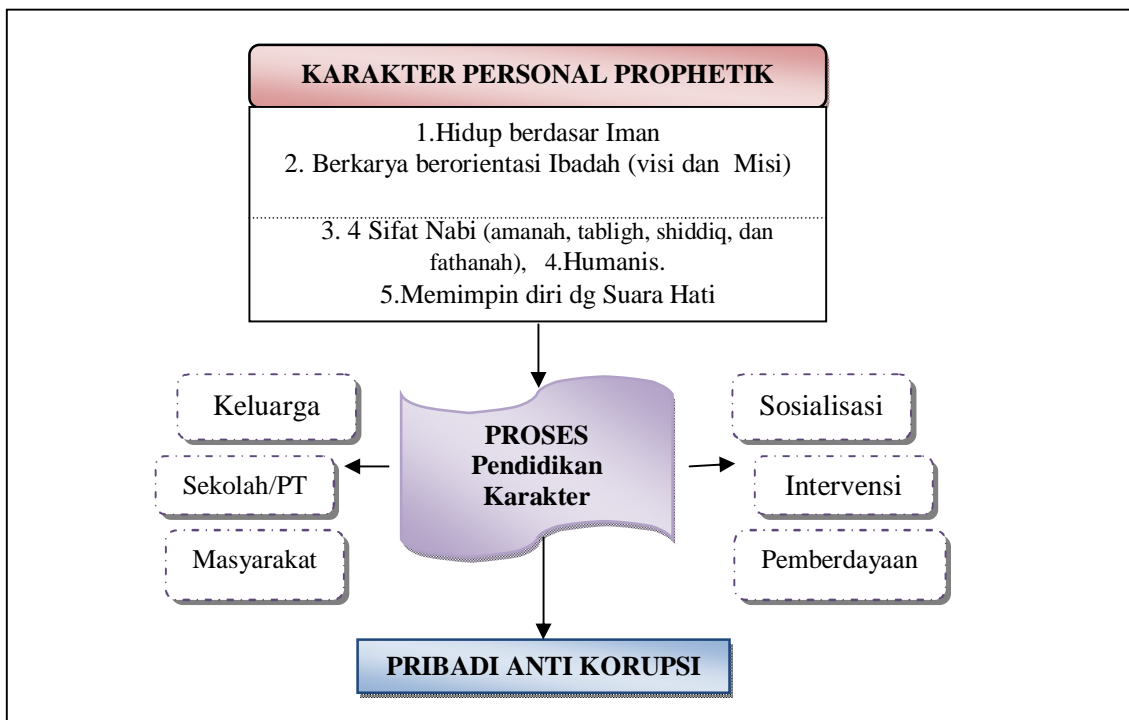 KARAKTER PERSONAL PROPHETIK
1.Hidup berdasar Iman
2. Berkarya berorientasi Ibadah (visi dan Misi)
3. 4 Sifat Nabi (amanah, tabligh, shiddiq, dan
fathanah), 4.Humanis.
5.Memimpin diri dg Suara Hati
Keluarga
Sekolah/PT
Masyarakat
PROSES
Pendidikan
Karakter
Sosialisasi
Intervensi
Pemberdayaan
PRIBADI ANTI KORUPSI